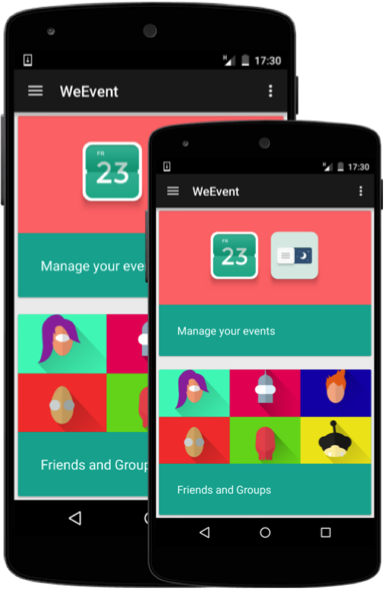 17:30
WeEvent
FR
23
Manage your eve
Friends and Group
17:30
WeEvent
FR
23
Manage your events
Friends and Groups